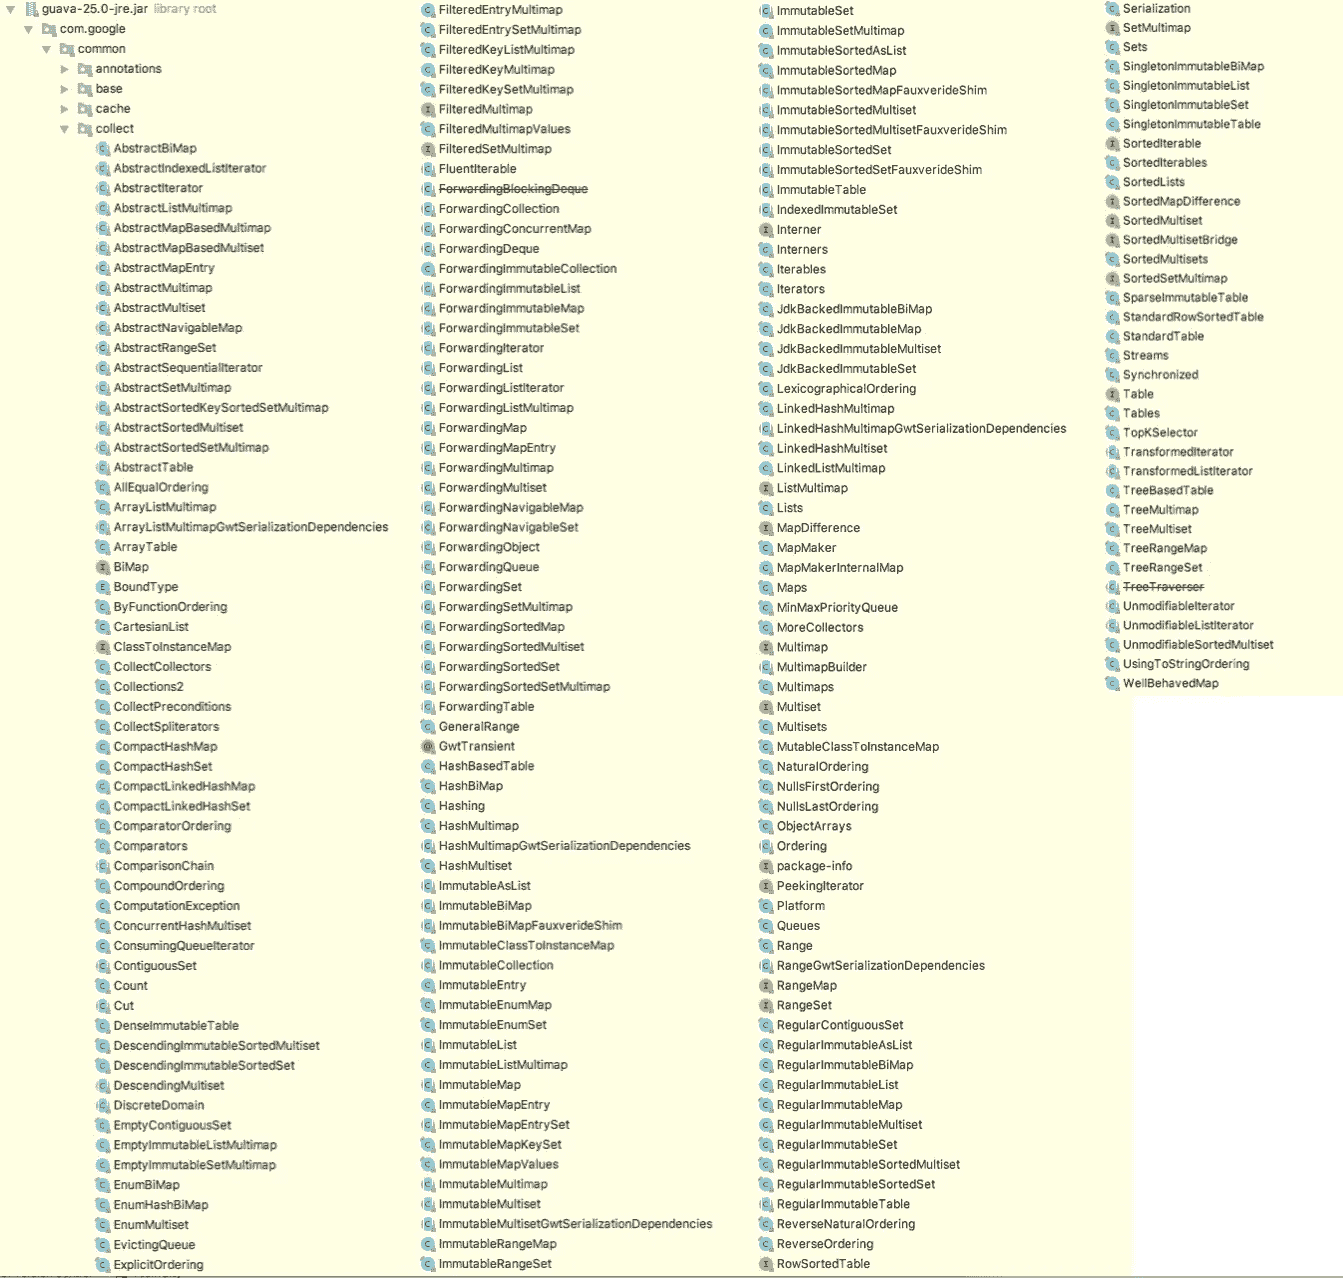 guava-25.0-jre.jar library root
com.google
common
annotations
base
cache
collect
AbstractBiMap
AbstractIndexedListIterator
AbstractIterator
AbstractListMultimap
AbstractMapBasedMultimap
AbstractMapBasedMultiset
AbstractMapEntry
AbstractMultimap
AbstractMultiset
AbstractNavigableMap
AbstractRangeSet
AbstractSequentialIterator
AbstractSetMultimap
AbstractSortedKeySortedSetMultimap
AbstractSortedMultiset
AbstractSortedSetMultimap
AbstractTable
AllEqualOrdering
ArrayListMultimap
ArrayListMultimapGwtSerializationDependencies
ArrayTable
BiMap
BoundType
ByFunctionOrdering
CartesianList
ClassToInstanceMap
CollectCollectors
Collections2
CollectPreconditions
CollectSpliterators
CompactHashMap
CompactHashSet
CompactLinkedHashMap
CompactLinkedHashSet
ComparatorOrdering
Comparators
ComparisonChain
CompoundOrdering
ComputationException
ConcurrentHashMultiset
ConsumingQueueIterator
ContiguousSet
Count
Cut
DenseImmutableTable
DescendingImmutableSortedMultiset
DescendingImmutableSortedSet
DescendingMultiset
DiscreteDomain
EmptyContiguousSet
EmptyImmutableListMultimap
EmptyImmutableSetMultimap
EnumBiMap
EnumHashBiMap
EnumMultiset
EvictingQueue
ExplicitOrdering
FilteredEntryMultimap
FilteredEntrySetMultimap
FilteredKeyListMultimap
FilteredKeyMultimap
FilteredKeySetMultimap
FilteredMultimap
FilteredMultimapValues
FilteredSetMultimap
FluentIterable
ForwardingBlockingDeque
ForwardingCollection
ForwardingConcurrentMap
ForwardingDeque
ForwardingImmutableCollection
ForwardingImmutableList
ForwardingImmutableMap
ForwardingImmutableSet
ForwardingIterator
ForwardingList
ForwardingListIterator
ForwardingListMultimap
ForwardingMap
ForwardingMapEntry
ForwardingMultimap
ForwardingMultiset
ForwardingNavigableMap
ForwardingNavigableSet
ForwardingObject
ForwardingQueue
ForwardingSet
ForwardingSetMultimap
ForwardingSortedMap
ForwardingSortedMultiset
ForwardingSortedSet
ForwardingSortedSetMultimap
ForwardingTable
GeneralRange
GwtTransient
HashBasedTable
HashBiMap
Hashing
HashMultimap
HashMultimapGwtSerializationDependencies
HashMultiset
ImmutableAsList
ImmutableBiMap
ImmutableBiMapFauxverideShim
ImmutableClassToInstanceMap
ImmutableCollection
ImmutableEntry
ImmutableEnumMap
ImmutableEnumSet
ImmutableList
ImmutableListMultimap
ImmutableMap
ImmutableMapEntry
ImmutableMapEntrySet
ImmutableMapKeySet
ImmutableMapValues
ImmutableMultimap
ImmutableMultiset
ImmutableMultisetGwtSerializationDependencies
ImmutableRangeMap
ImmutableRangeSet
ImmutableSet
ImmutableSetMultimap
ImmutableSortedAsList
ImmutableSortedMap
ImmutableSortedMapFauxverideShim
ImmutableSortedMultiset
ImmutableSortedMultisetFauxverideShim
ImmutableSortedSet
ImmutableSortedSetFauxverideShim
ImmutableTable
IndexedImmutableSet
Interner
Interners
Iterables
Iterators
JdkBackedImmutableBiMap
JdkBackedImmutableMap
JdkBackedImmutableMultiset
JdkBackedImmutableSet
LexicographicalOrdering
LinkedHashMultimap
LinkedHashMultimapGwtSerializationDependencies
LinkedHashMultiset
LinkedListMultimap
ListMultimap
Lists
MapDifference
MapMaker
MapMakerInternalMap
Maps
MinMaxPriorityQueue
MoreCollectors
Multimap
MultimapBuilder
Multimaps
Multiset
Multisets
MutableClassToInstanceMap
NaturalOrdering
NullsFirstOrdering
NullsLastOrdering
ObjectArrays
Ordering
package-info
PeekingIterator
Platform
Queues
Range
RangeGwtSerializationDependencies
RangeMap
RangeSet
RegularContiguousSet
RegularImmutableAsList
RegularImmutableBiMap
RegularImmutableList
RegularImmutableMap
RegularImmutableMultiset
RegularImmutableSet
RegularImmutableSortedMultiset
RegularImmutableSortedSet
RegularImmutableTable
ReverseNaturalOrdering
ReverseOrdering
RowSortedTable
Serialization
SetMultimap
Sets
SingletonImmutableBiMap
SingletonImmutableList
SingletonImmutableSet
SingletonImmutableTable
SortedIterable
SortedIterables
SortedLists
SortedMapDifference
SortedMultiset
SortedMultisetBridge
SortedMultisets
SortedSetMultimap
SparseImmutableTable
StandardRowSortedTable
StandardTable
Streams
Synchronized
Table
Tables
TopKSelector
TransformedIterator
TransformedListIterator
TreeBasedTable
TreeMultimap
TreeMultiset
TreeRangeMap
TreeRangeSet
TreeTraverser
UnmodifiableIterator
UnmodifiableListIterator
UnmodifiableSortedMultiset
UsingToStringOrdering
WellBehavedMap